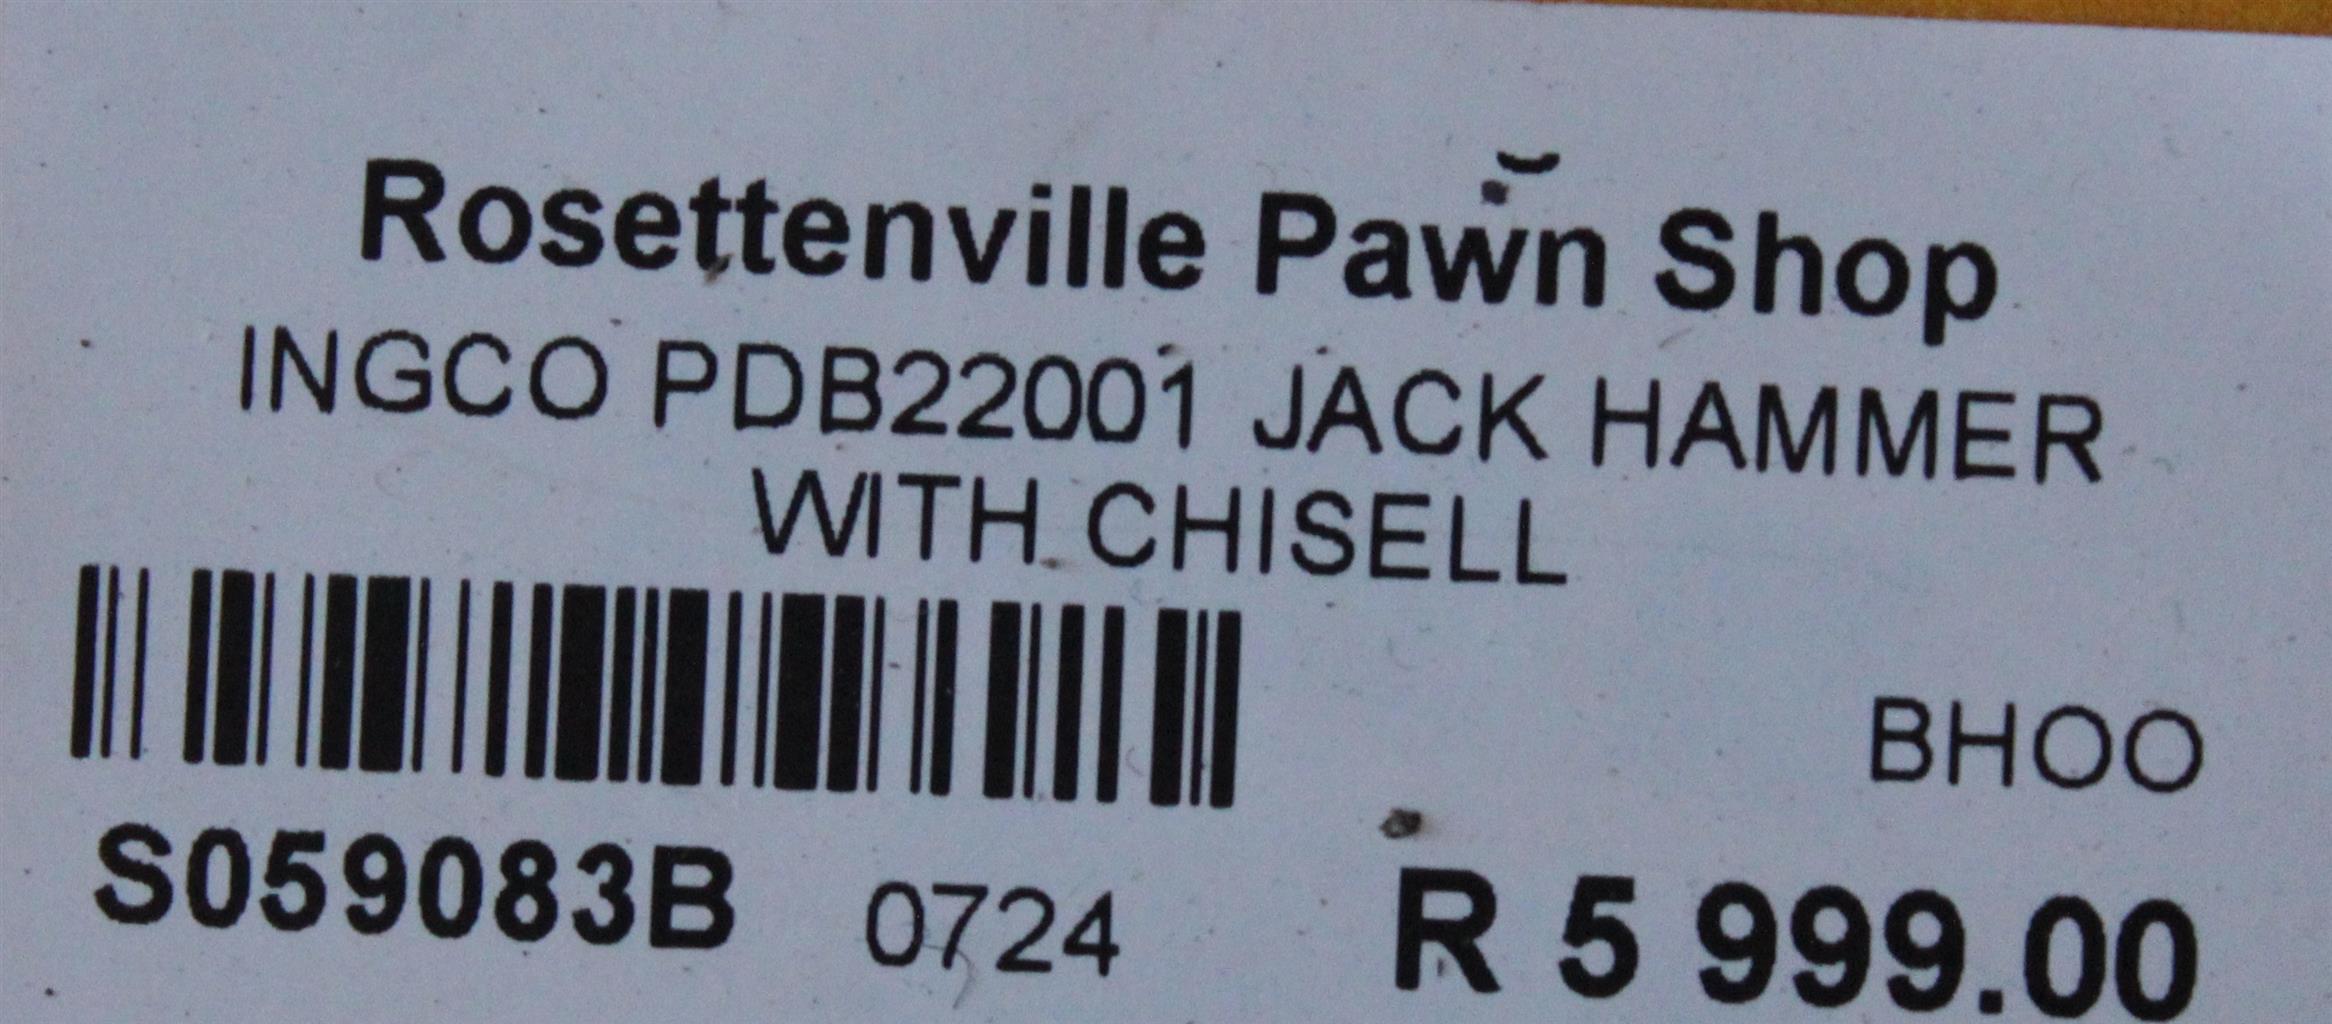 Rosettenville Pawn Shop
INGCO PDB22001 JACK HAMMER
WITH CHISELL
BHOO
S059083B 0724 R 5 999.00